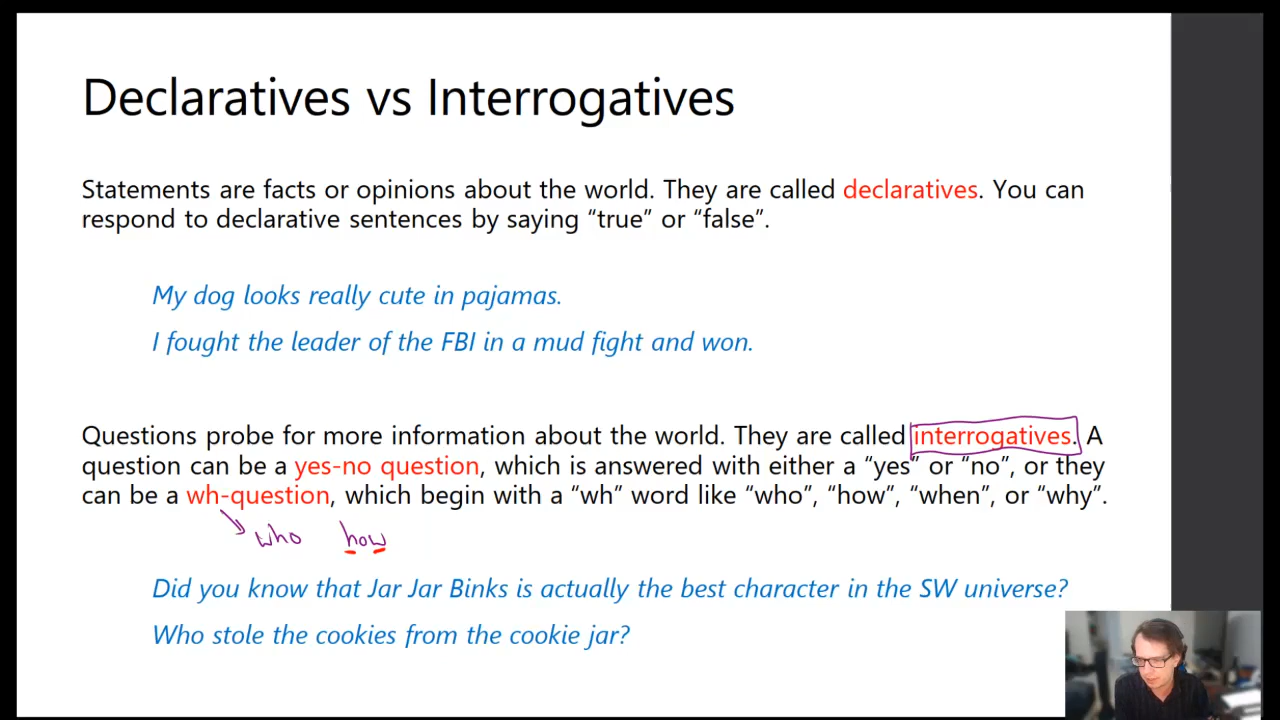 Declaratives vs Interrogatives
Statements are facts or opinions about the world. They are called declaratives. You can
respond to declarative sentences by saying “true” or “false”.
My dog looks really cute in pajamas.
I fought the leader of the FBI in a mud fight and won.
Questions probe for more information about the world. They are called interrogatives. A
question can be a yes-no question, which is answered with either a “yes” or “no”, or they
can be a wh-question, which begin with a “wh” word like “who”, “how”, “when”, or “why”.
who how
Did you know that Jar Jar Binks is actually the best character in the SW universe?
Who stole the cookies from the cookie jar?